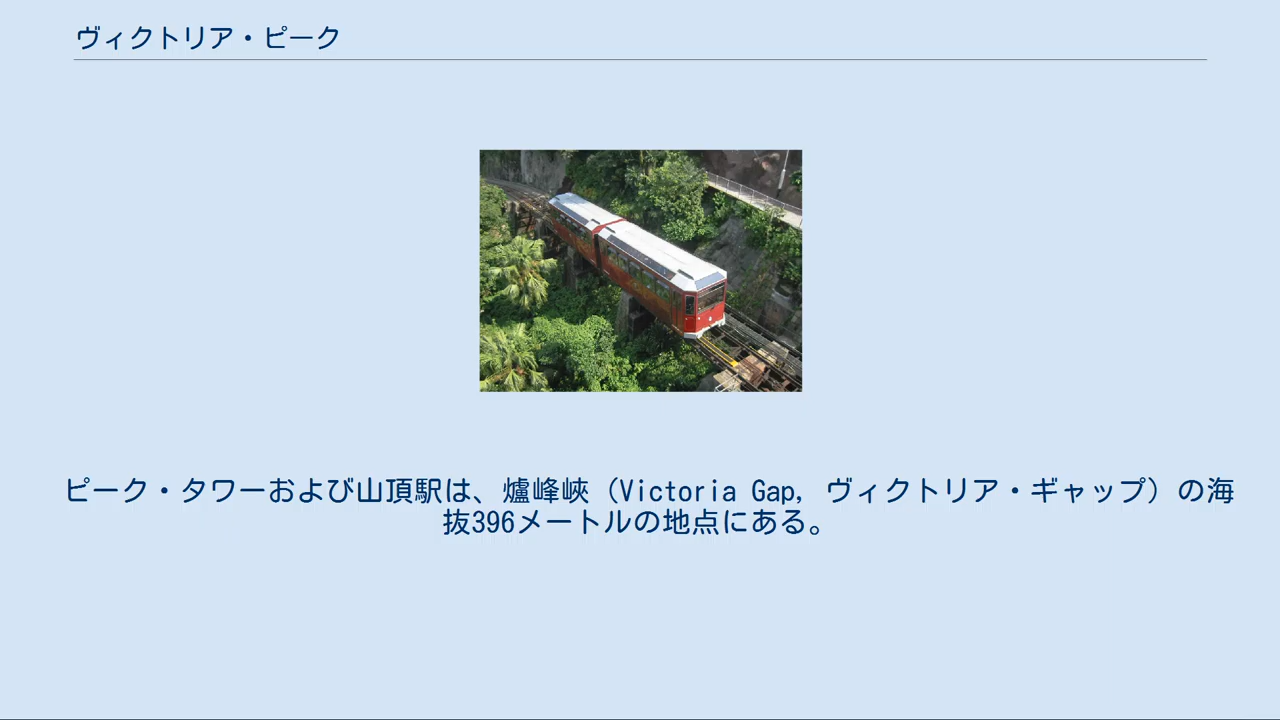 ヴィクトリア・ピーク
ピーク・タワーおよび山頂駅は、爐峰峽（Victoria Gap, ヴィクトリア・ギャップ）の海
抜396メートルの地点にある。